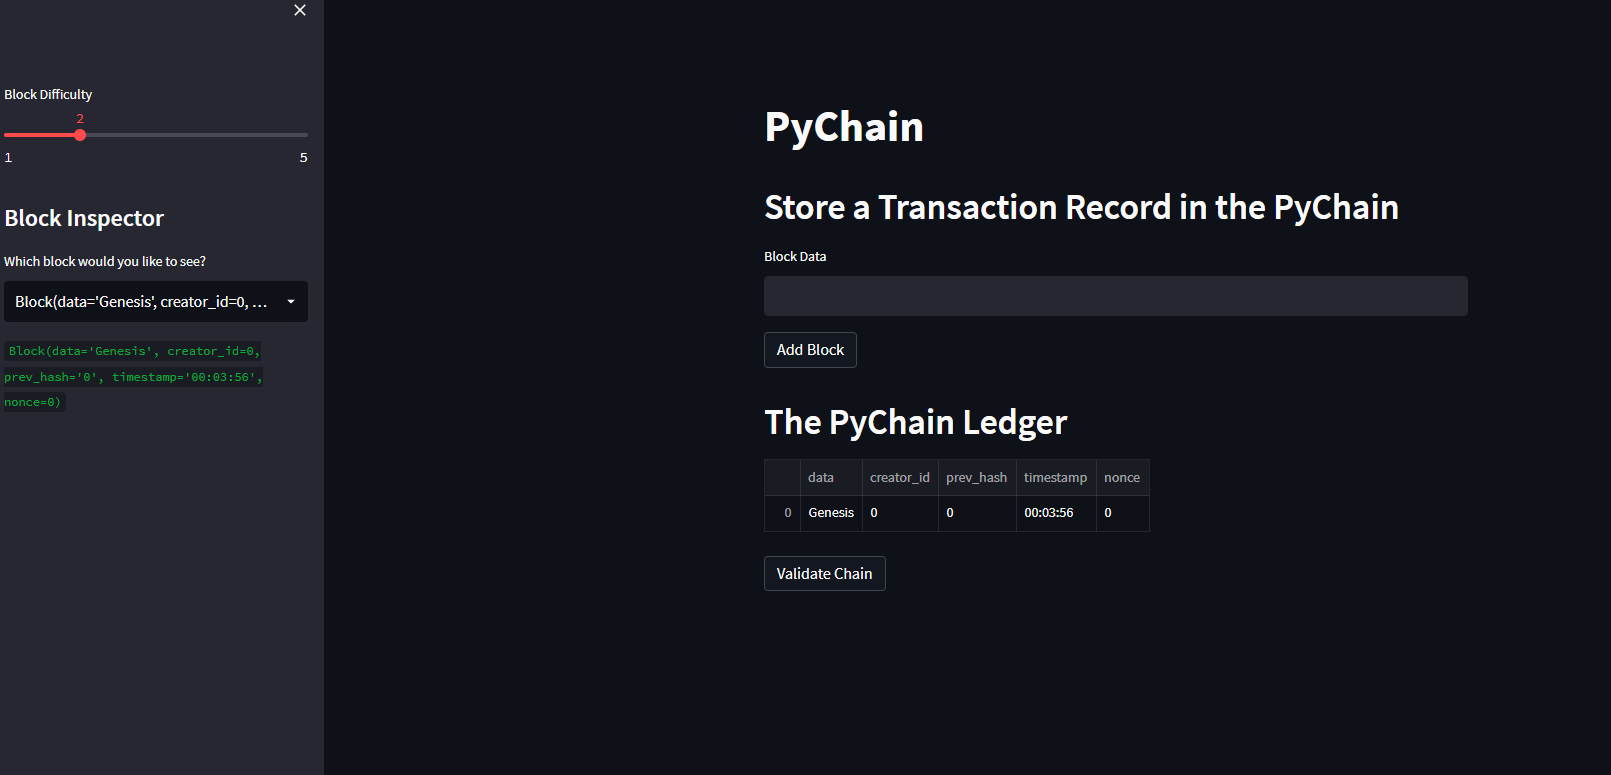 Block Difficulty
2
1 5
Block Inspector
Which block would you like to see?
Block(data='Genesis', creator_id=0, ...
Block(data='Genesis', creator_id=0,
prev_hash='0', timestamp='00:03:56',
nonce=0)
PyChain
Store a Transaction Record in the PyChain
Block Data
Add Block
The PyChain Ledger
data creator_id prev_hash timestamp nonce
0 Genesis 0 0 00:03:56 0
Validate Chain